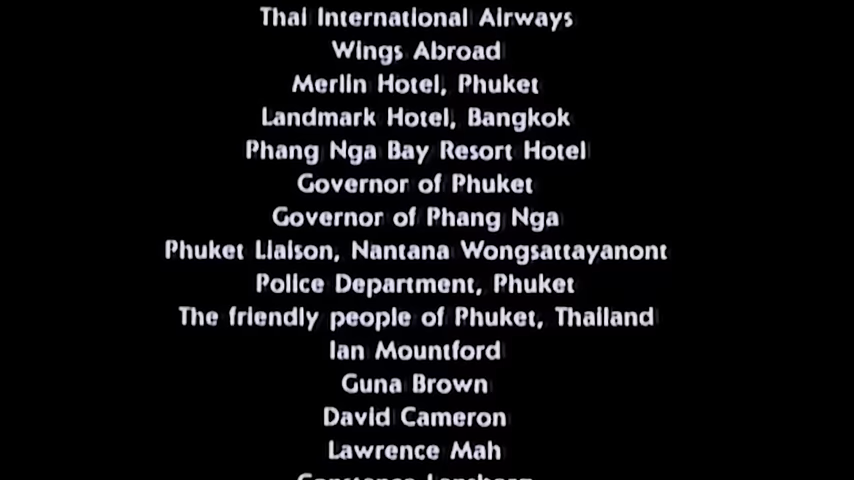 Thai International Airways
Wings Abroad
Merlin Hotel, Phuket
Landmark Hotel, Bangkok
Phang Nga Bay Resort Hotel
Governor of Phuket
Governor of Phang Nga
Phuket Liaison, Nantana Wongsattayanont
Police Department, Phuket
The friendly people of Phuket, Thailand
Ian Mountford
Guna Brown
David Cameron
Lawrence Mah